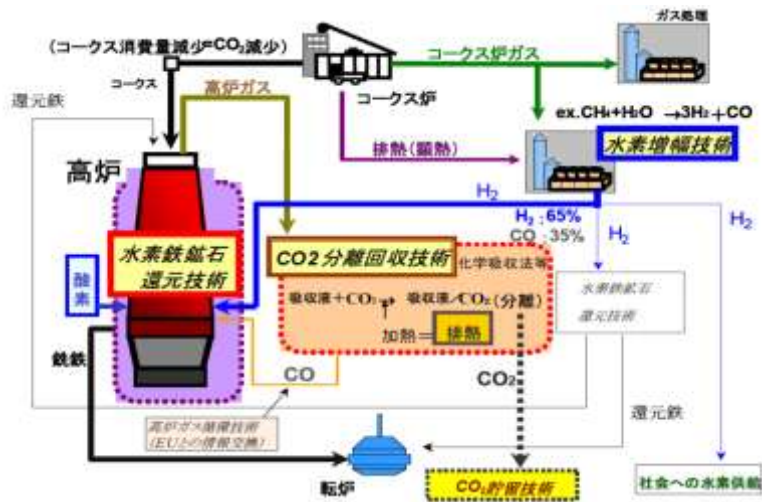 ガス処理
(コークス消費量減少=CO2減少)
コークス炉ガス
コークス
高炉ガス
コークス炉
還元鉄
ex.CH4+H2O →3H2+CO
排熱(顕熱)
水素増幅技術
高炉
H2
H2:65%
CO:35%
H2
H2
水素鉄鉱石
還元技術
CO2分離回収技術
化学吸収法等
酸素
吸収液+CO2⇄ 吸収液/CO2(分離)
水素鉄鉱石
還元技術
加熱=排熱
銑鉄
CO
CO2
還元鉄
高炉ガス循環技術
(EUとの情報交換)
転炉
CO2貯留技術
社会への水素供給